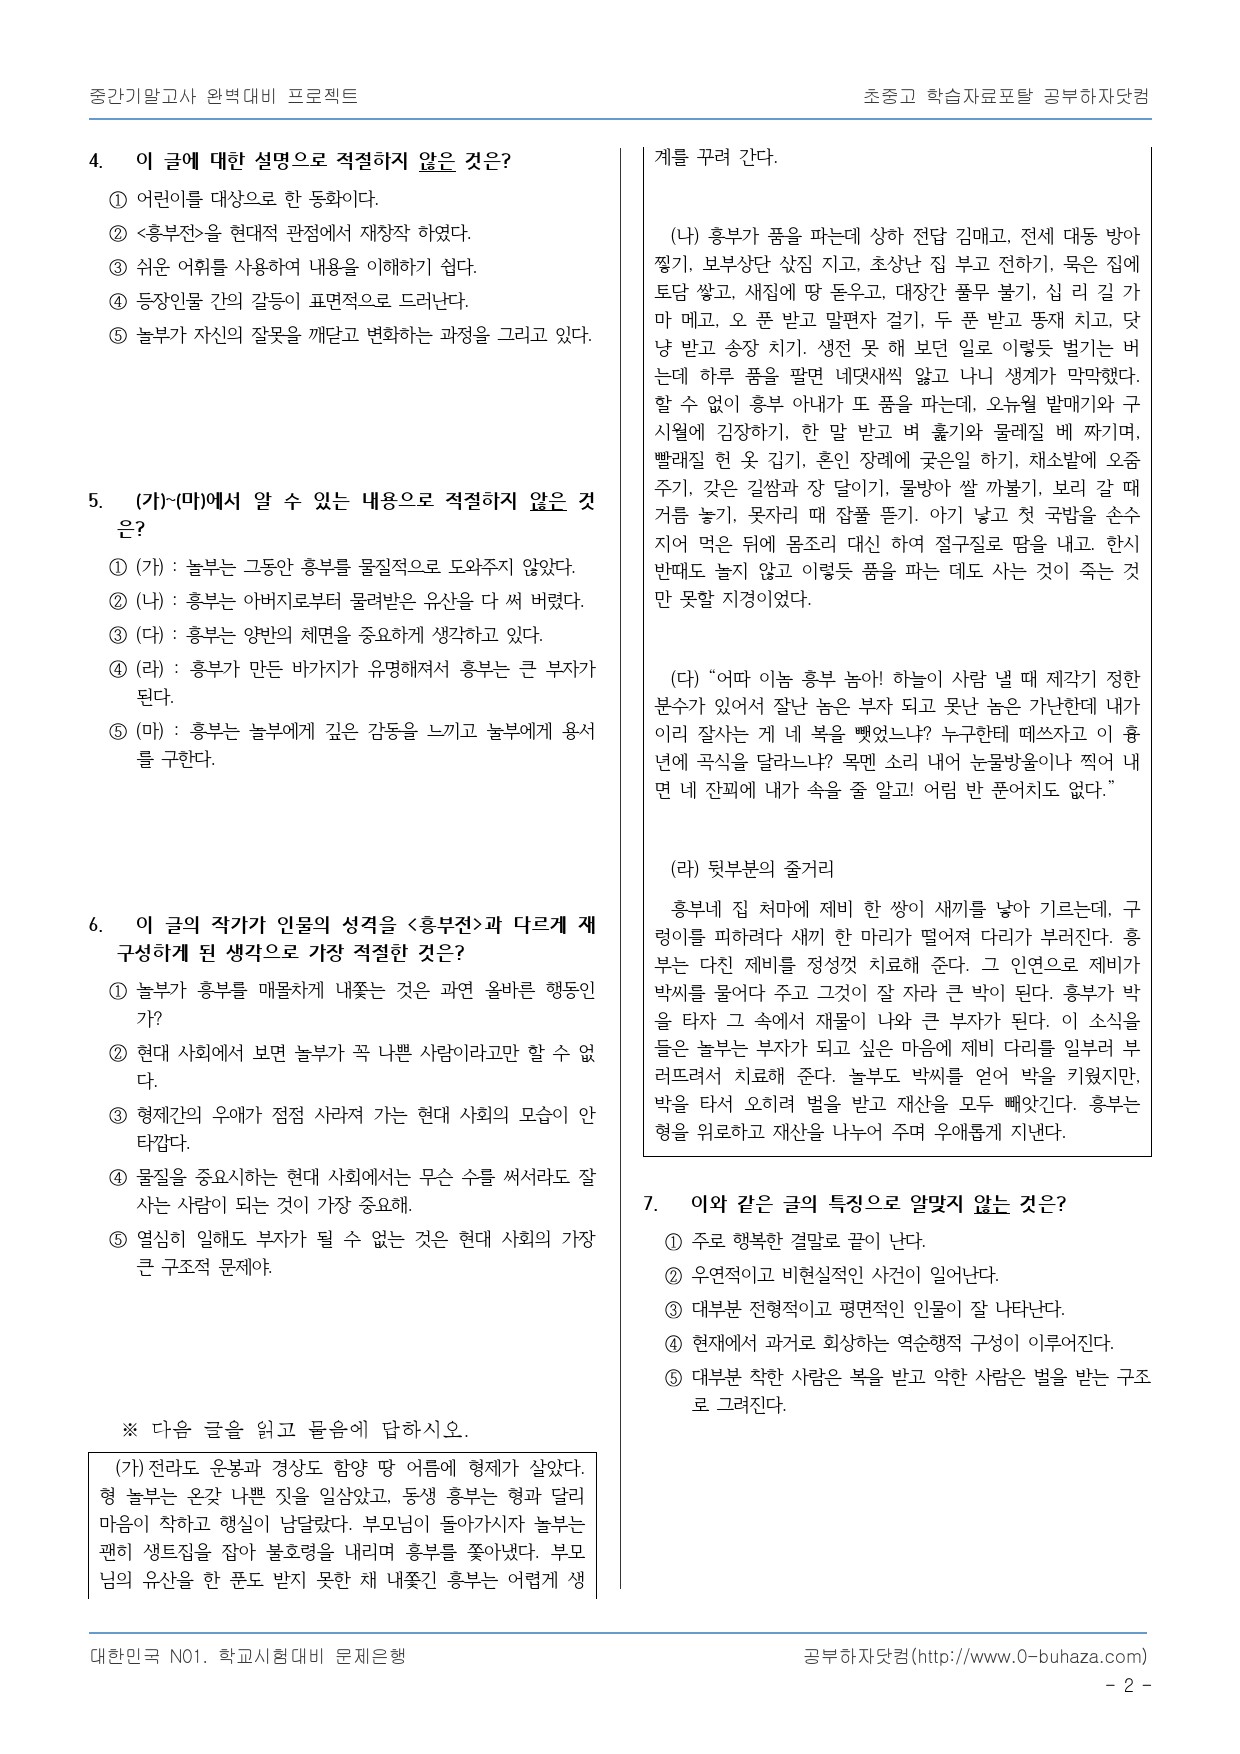 중간기말고사 완벽대비 프로젝트
초중고 학습자료포탈 공부하자닷컴
4. 이 글에 대한 설명으로 적절하지 않은 것은?
① 어린이를 대상으로 한 동화이다.
② <흥부전>을 현대적 관점에서 재창작 하였다.
③ 쉬운 어휘를 사용하여 내용을 이해하기 쉽다.
④ 등장인물 간의 갈등이 표면적으로 드러난다.
⑤ 놀부가 자신의 잘못을 깨닫고 변화하는 과정을 그리고 있다.
5. (가)~(마)에서 알 수 있는 내용으로 적절하지 않은 것
은?
① (가) : 놀부는 그동안 흥부를 물질적으로 도와주지 않았다.
② (나) : 흥부는 아버지로부터 물려받은 유산을 다 써 버렸다.
③ (다) : 흥부는 양반의 체면을 중요하게 생각하고 있다.
④ (라) : 흥부가 만든 바가지가 유명해져서 흥부는 큰 부자가
된다.
⑤ (마) : 흥부는 놀부에게 깊은 감동을 느끼고 눌부에게 용서
를 구한다.
6. 이 글의 작가가 인물의 성격을 <흥부전>과 다르게 재
구성하게 된 생각으로 가장 적절한 것은?
① 놀부가 흥부를 매몰차게 내쫓는 것은 과연 올바른 행동인
가?
② 현대 사회에서 보면 놀부가 꼭 나쁜 사람이라고만 할 수 없
다.
③ 형제간의 우애가 점점 사라져 가는 현대 사회의 모습이 안
타깝다.
④ 물질을 중요시하는 현대 사회에서는 무슨 수를 써서라도 잘
사는 사람이 되는 것이 가장 중요해.
⑤ 열심히 일해도 부자가 될 수 없는 것은 현대 사회의 가장
큰 구조적 문제야.
※ 다음 글을 읽고 물음에 답하시오.
(가) 전라도 운봉과 경상도 함양 땅 어름에 형제가 살았다.
형 놀부는 온갖 나쁜 짓을 일삼았고, 동생 흥부는 형과 달리
마음이 착하고 행실이 남달랐다. 부모님이 돌아가시자 놀부는
괜히 생트집을 잡아 불호령을 내리며 흥부를 쫓아냈다. 부모
님의 유산을 한 푼도 받지 못한 채 내쫓긴 흥부는 어렵게 생
계를 꾸려 간다.
(나) 흥부가 품을 파는데 상하 전답 김매고, 전세 대동 방아
찧기, 보부상단 삯짐 지고, 초상난 집 부고 전하기, 묵은 집에
토담 쌓고, 새집에 땅 돋우고, 대장간 풀무 불기, 십 리 길 가
마 메고, 오 푼 받고 말편자 걸기, 두 푼 받고 똥재 치고, 닷
냥 받고 송장 치기. 생전 못 해 보던 일로 이렇듯 벌기는 버
는데 하루 품을 팔면 네댓새씩 앓고 나니 생계가 막막했다.
할 수 없이 흥부 아내가 또 품을 파는데, 오뉴월 밭매기와 구
시월에 김장하기, 한 말 받고 벼 훑기와 물레질 베 짜기며,
빨래질 헌 옷 깁기, 혼인 장례에 궂은일 하기, 채소밭에 오줌
주기, 갖은 길쌈과 장 달이기, 물방아 쌀 까불기, 보리 갈 때
거름 놓기, 못자리 때 잡풀 뜯기. 아기 낳고 첫 국밥을 손수
지어 먹은 뒤에 몸조리 대신 하여 절구질로 땀을 내고. 한시
반때도 놀지 않고 이렇듯 품을 파는 데도 사는 것이 죽는 것
만 못할 지경이었다.
(다) “어따 이놈 흥부 놈아! 하늘이 사람 낼 때 제각기 정한
분수가 있어서 잘난 놈은 부자 되고 못난 놈은 가난한데 내가
이리 잘사는 게 네 복을 뺏었느냐? 누구한테 떼쓰자고 이 흉
년에 곡식을 달라느냐? 목멘 소리 내어 눈물방울이나 찍어 내
면 네 잔꾀에 내가 속을 줄 알고! 어림 반 푼어치도 없다.”
(라) 뒷부분의 줄거리
흥부네 집 처마에 제비 한 쌍이 새끼를 낳아 기르는데, 구
렁이를 피하려다 새끼 한 마리가 떨어져 다리가 부러진다. 흥
부는 다친 제비를 정성껏 치료해 준다. 그 인연으로 제비가
박씨를 물어다 주고 그것이 잘 자라 큰 박이 된다. 흥부가 박
을 타자 그 속에서 재물이 나와 큰 부자가 된다. 이 소식을
들은 놀부는 부자가 되고 싶은 마음에 제비 다리를 일부러 부
러뜨려서 치료해 준다. 놀부도 박씨를 얻어 박을 키웠지만,
박을 타서 오히려 벌을 받고 재산을 모두 빼앗긴다. 흥부는
형을 위로하고 재산을 나누어 주며 우애롭게 지낸다.
7. 이와 같은 글의 특징으로 알맞지 않는 것은?
① 주로 행복한 결말로 끝이 난다.
② 우연적이고 비현실적인 사건이 일어난다.
③ 대부분 전형적이고 평면적인 인물이 잘 나타난다.
④ 현재에서 과거로 회상하는 역순행적 구성이 이루어진다.
⑤ 대부분 착한 사람은 복을 받고 악한 사람은 벌을 받는 구조
로 그려진다.
대한민국 N01. 학교시험대비 문제은행
공부하자닷컴(http://www.0-buhaza.com)
- 2 -